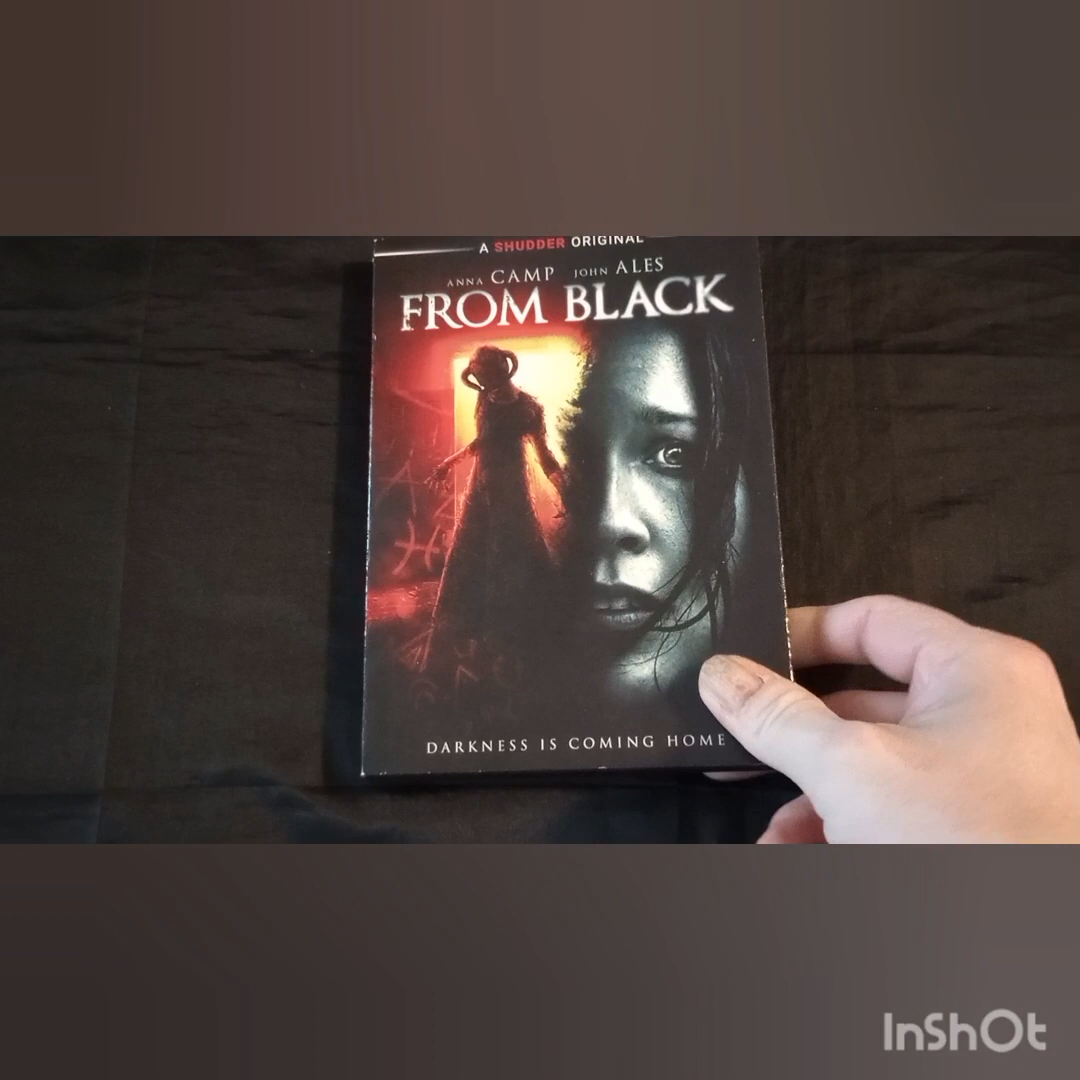 A SHUDDER ORIGINAL
ANNA CAMP JOHN ALES
FROM BLACK
DARKNESS IS COMING HOME
InShOt